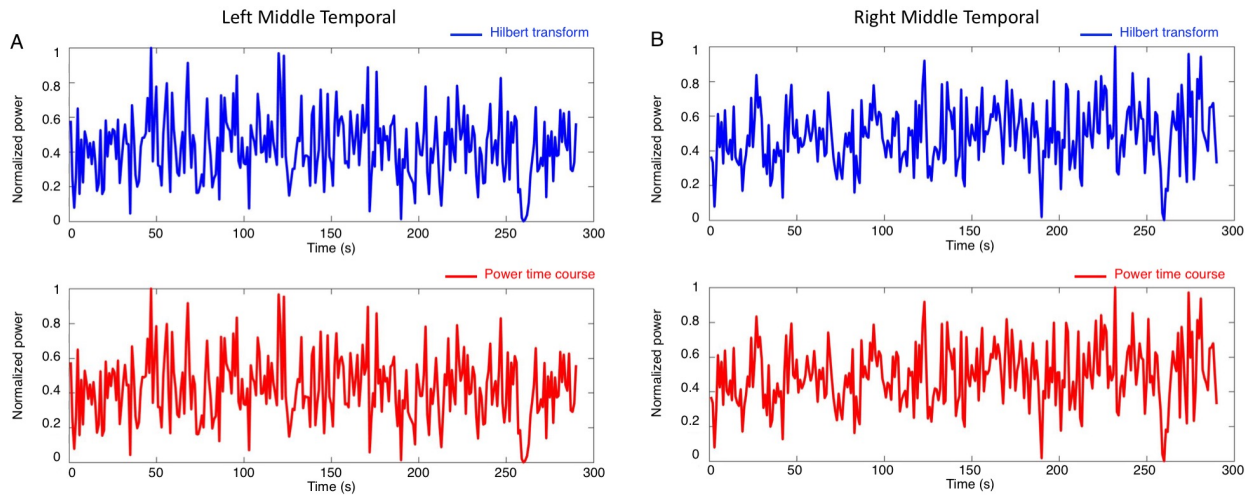 Left Middle Temporal
Right Middle Temporal
A
Hilbert transform
1
0.8
0.6
0.4
0.2
0
Normalized power
0 50 100 150 200 250 300
Time (s)
B
Hilbert transform
1
0.8
0.6
0.4
0.2
0
Normalized power
0 50 100 150 200 250 300
Time (s)
Power time course
1
0.8
0.6
0.4
0.2
0
Normalized power
0 50 100 150 200 250 300
Time (s)
Power time course
1
0.8
0.6
0.4
0.2
0
Normalized power
0 50 100 150 200 250 300
Time (s)